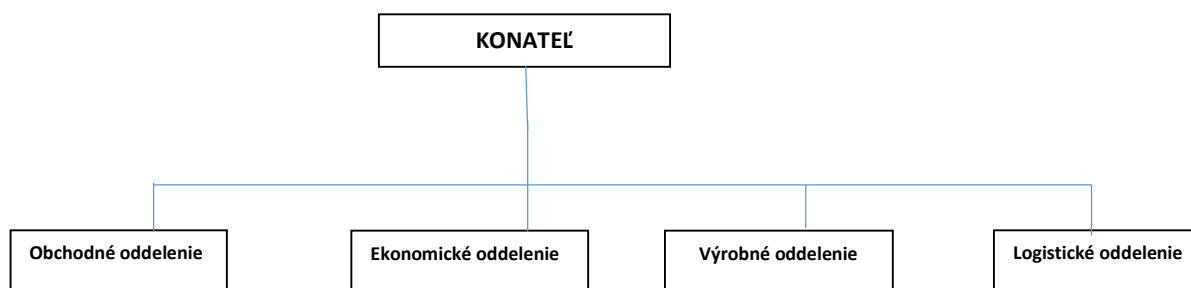 KONATEĽ
Obchodné oddelenie
Ekonomické oddelenie
Výrobné oddelenie
Logistické oddelenie